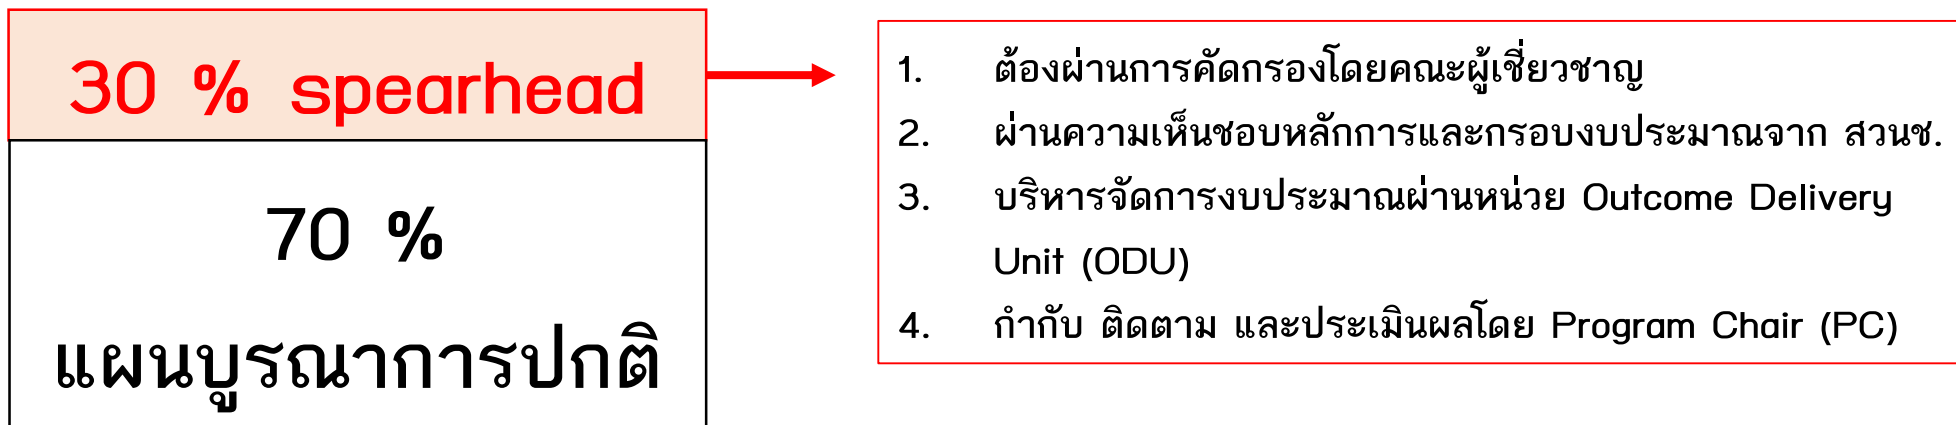 30 % spearhead
70 %
แผนบูรณาการปกติ
1. ต้องผ่านการคัดกรองโดยคณะผู้เชี่ยวชาญ
2. ผ่านความเห็นชอบหลักการและกรอบงบประมาณจาก สวนช.
3. บริหารจัดการงบประมาณผ่านหน่วย Outcome Delivery
Unit (ODU)
4. กำกับ ติดตาม และประเมินผลโดย Program Chair (PC)